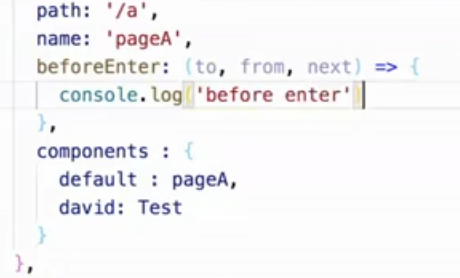 path: '/a',
name: 'pageA',
beforeEnter: (to, from, next) => {
console.log('before enter')
},
components : {
default : pageA,
david: Test
}
},